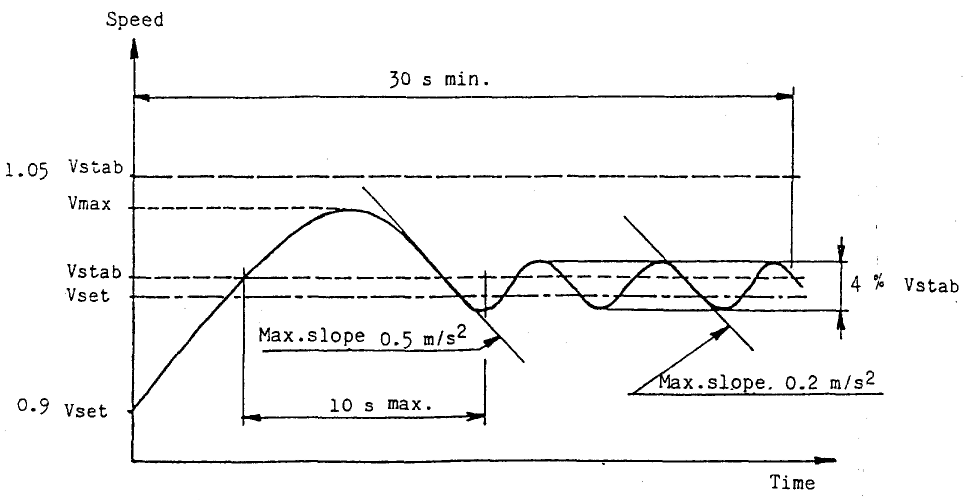 Speed
30 s min.
1.05 Vstab
Vmax
Vstab
Vset
4 % Vstab
Max.slope 0.5 m/s²
Max.slope. 0.2 m/s²
0.9 Vset
10 s max.
Time